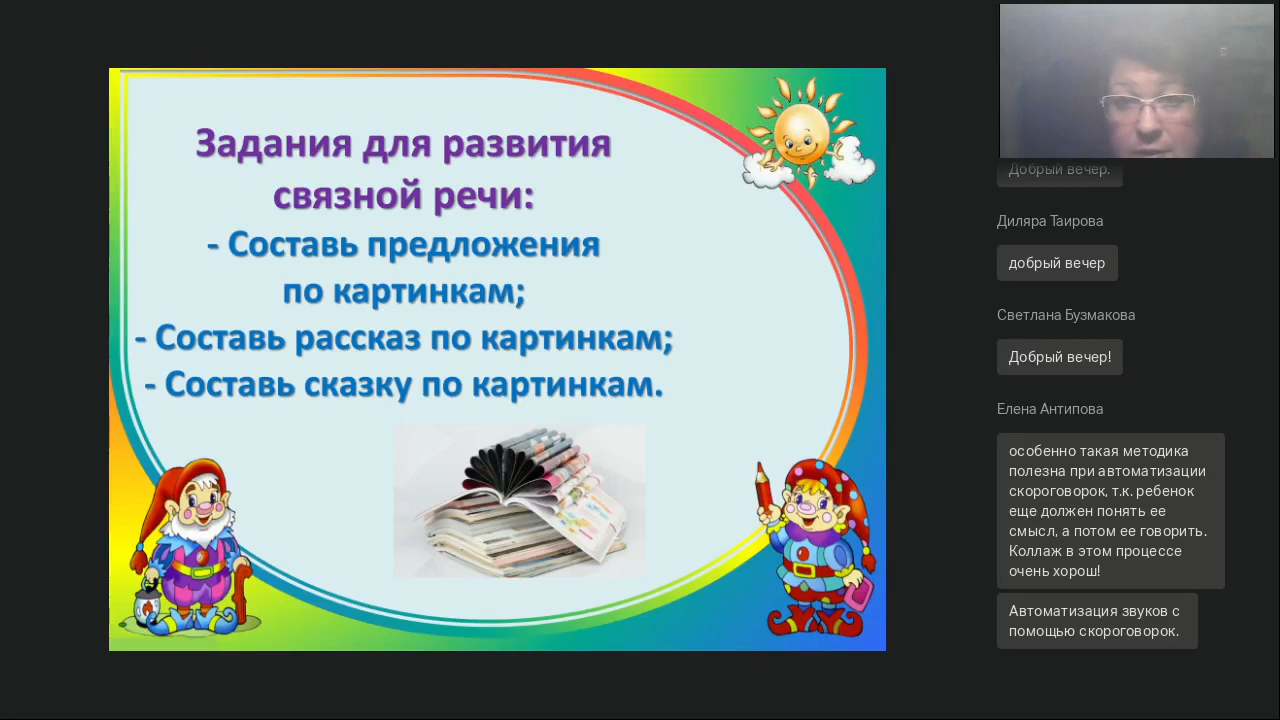 Задания для развития
связной речи:
- Составь предложения
по картинкам;
- Составь рассказ по картинкам;
- Составь сказку по картинкам.
Добрый вечер.
Диляра Таирова
добрый вечер
Светлана Бузмакова
Добрый вечер!
Елена Антипова
особенно такая методика
полезна при автоматизации
скороговорок, т.к. ребенок
еще должен понять ее
смысл, а потом ее говорить.
Коллаж в этом процессе
очень хорош!
Автоматизация звуков с
помощью скороговорок.